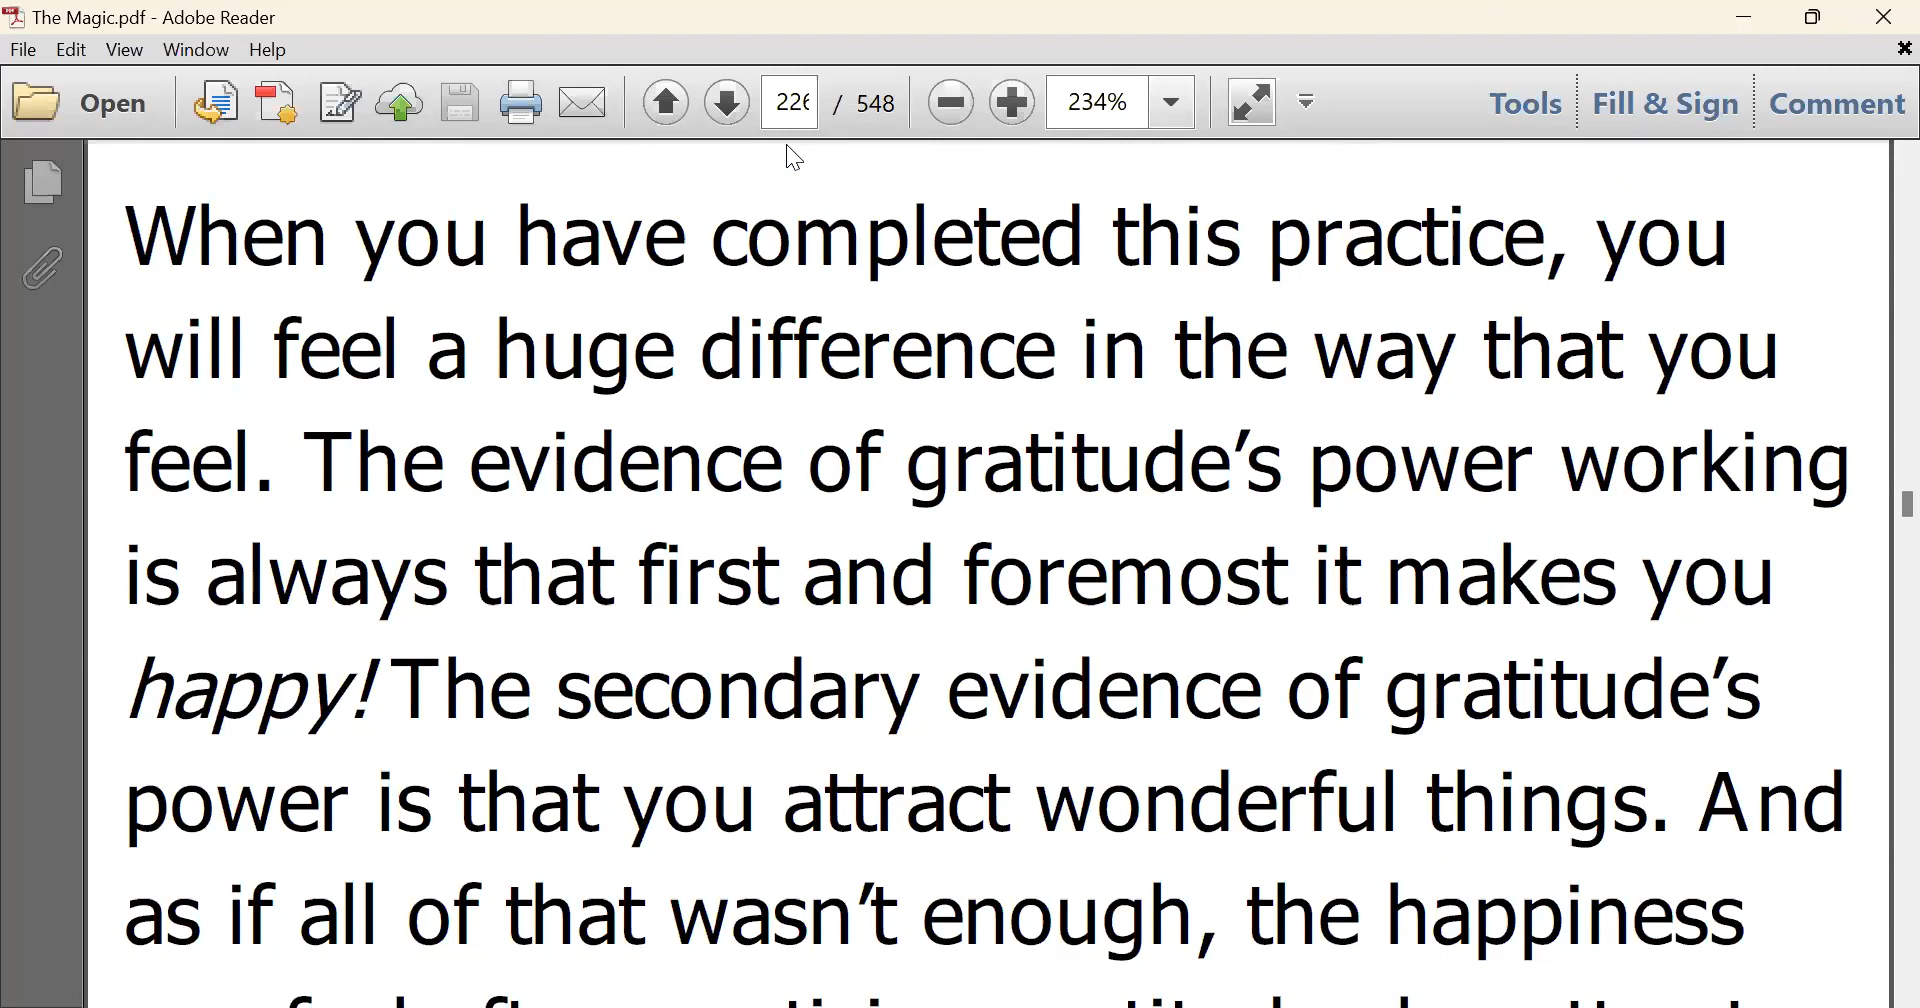 The Magic.pdf - Adobe Reader
File Edit View Window Help
Open 226 / 548 234% Tools Fill & Sign Comment
When you have completed this practice, you
will feel a huge difference in the way that you
feel. The evidence of gratitude’s power working
is always that first and foremost it makes you
happy! The secondary evidence of gratitude’s
power is that you attract wonderful things. And
as if all of that wasn’t enough, the happiness